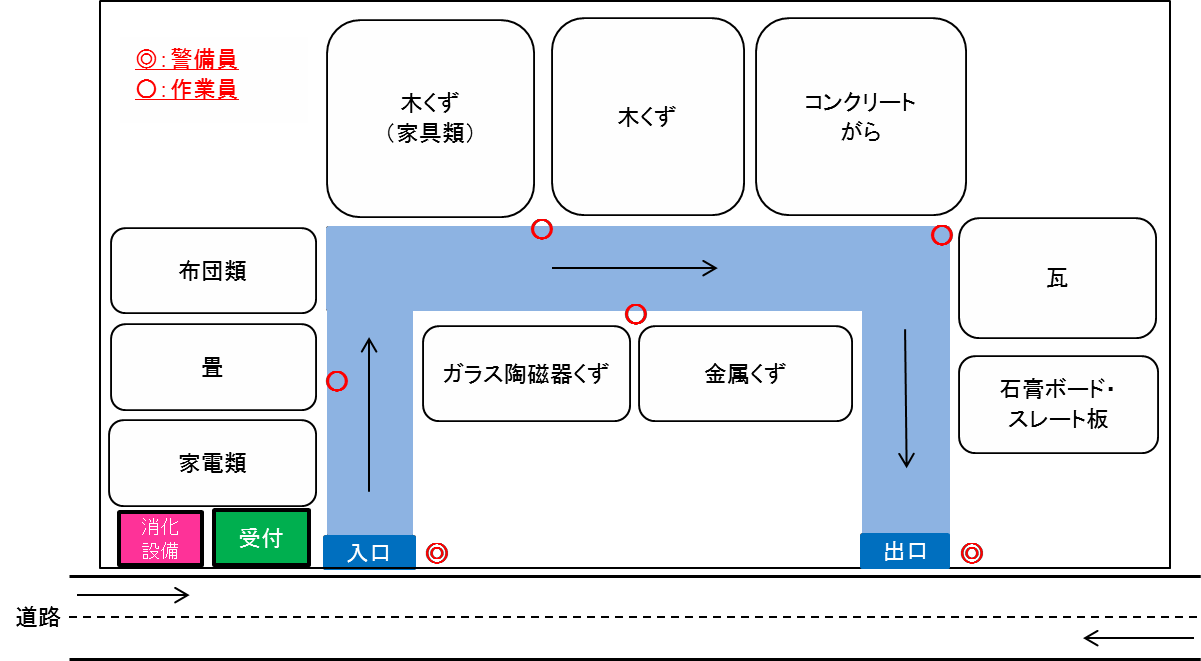 ◎:警備員
○:作業員
木くず
(家具類)
木くず
コンクリート
がら
布団類
瓦
畳
ガラス陶磁器くず
金属くず
石膏ボード・
スレート板
家電類
消化
設備
受付
入口
出口
道路